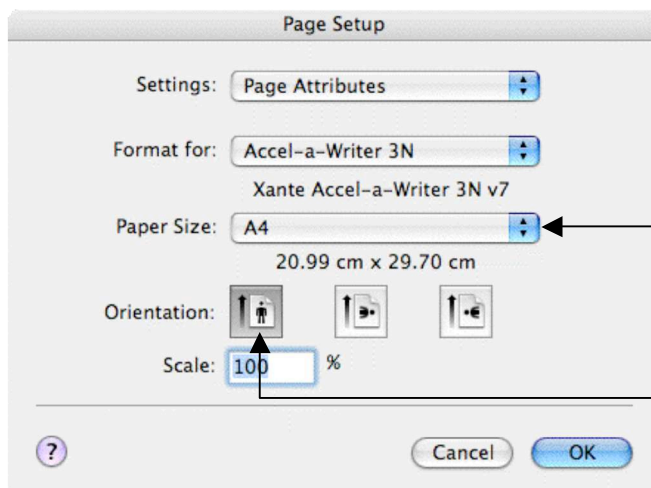 Page Setup
Settings: Page Attributes
Format for: Accel-a-Writer 3N
Xante Accel-a-Writer 3N v7
Paper Size: A4
20.99 cm x 29.70 cm
Orientation:
Scale: 100 %
? Cancel OK